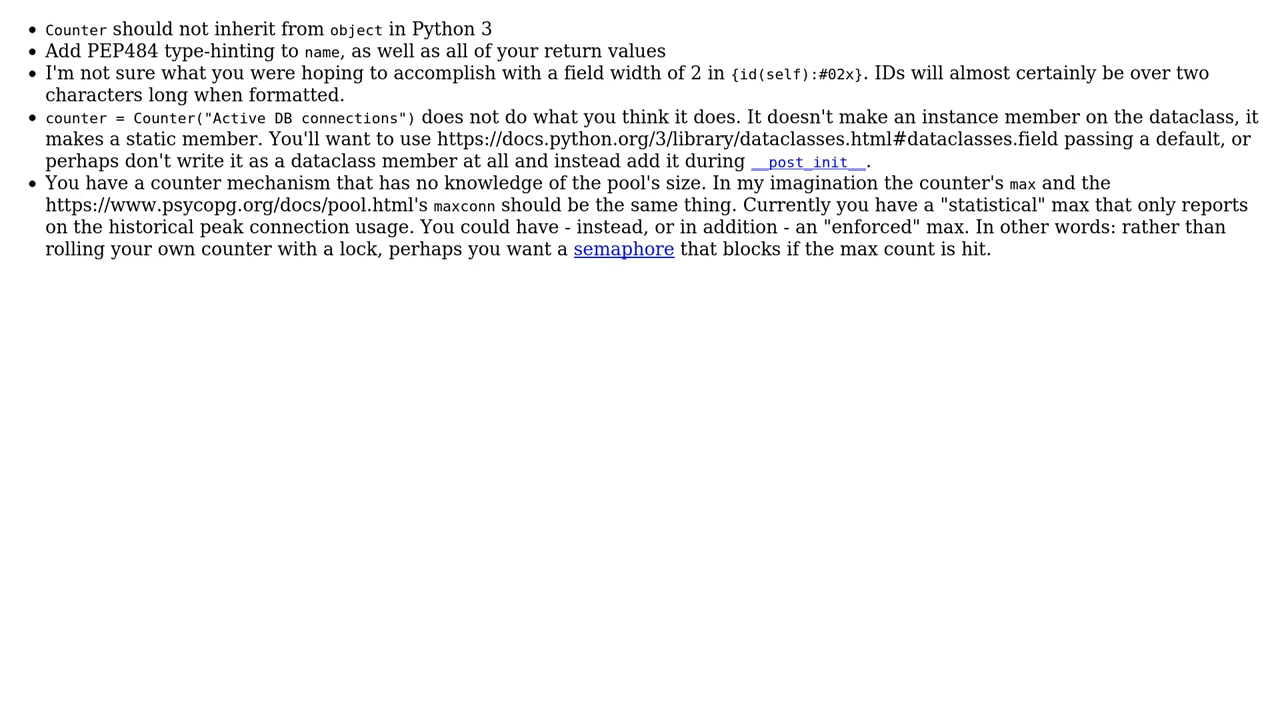 • Counter should not inherit from object in Python 3
• Add PEP484 type-hinting to name, as well as all of your return values
• I'm not sure what you were hoping to accomplish with a field width of 2 in {id(self):#02x}. IDs will almost certainly be over two
characters long when formatted.
• counter = Counter("Active DB connections") does not do what you think it does. It doesn't make an instance member on the dataclass, it
makes a static member. You'll want to use https://docs.python.org/3/library/dataclasses.html#dataclasses.field passing a default, or
perhaps don't write it as a dataclass member at all and instead add it during __post_init__.
• You have a counter mechanism that has no knowledge of the pool's size. In my imagination the counter's max and the
https://www.psycopg.org/docs/pool.html's maxconn should be the same thing. Currently you have a "statistical" max that only reports
on the historical peak connection usage. You could have - instead, or in addition - an "enforced" max. In other words: rather than
rolling your own counter with a lock, perhaps you want a semaphore that blocks if the max count is hit.